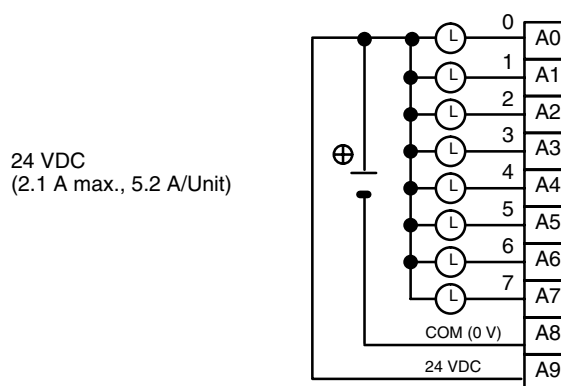 24 VDC
(2.1 A max., 5.2 A/Unit)
0 L A0
1 L A1
2 L A2
3 L A3
4 L A4
5 L A5
6 L A6
7 L A7
COM (0 V) A8
24 VDC A9